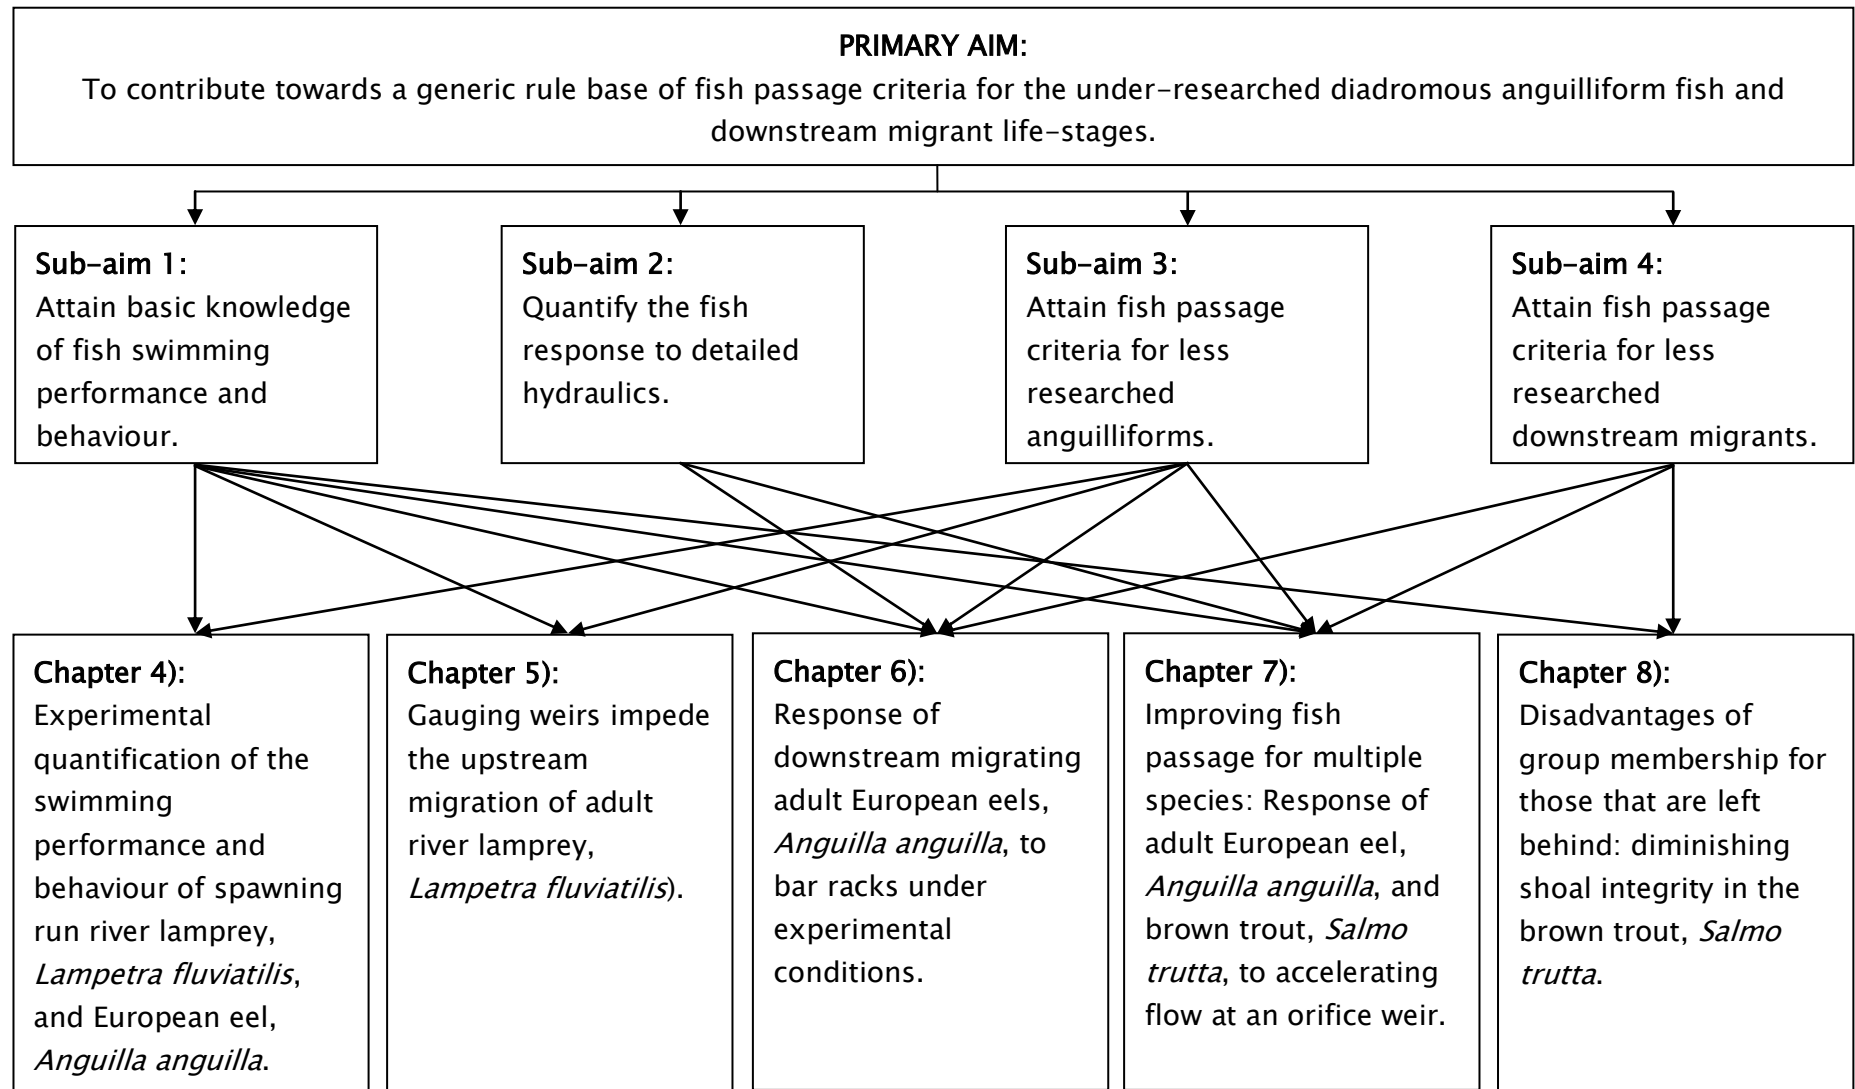 PRIMARY AIM:
To contribute towards a generic rule base of fish passage criteria for the under-researched diadromous anguilliform fish and
downstream migrant life-stages.
Sub-aim 1:
Attain basic knowledge
of fish swimming
performance and
behaviour.
Sub-aim 2:
Quantify the fish
response to detailed
hydraulics.
Sub-aim 3:
Attain fish passage
criteria for less
researched
anguilliforms.
Sub-aim 4:
Attain fish passage
criteria for less
researched
downstream migrants.
Chapter 4):
Experimental
quantification of the
swimming
performance and
behaviour of spawning
run river lamprey,
Lampetra fluviatilis,
and European eel,
Anguilla anguilla.
Chapter 5):
Gauging weirs impede
the upstream
migration of adult
river lamprey,
Lampetra fluviatilis).
Chapter 6):
Response of
downstream migrating
adult European eels,
Anguilla anguilla, to
bar racks under
experimental
conditions.
Chapter 7):
Improving fish
passage for multiple
species: Response of
adult European eel,
Anguilla anguilla, and
brown trout, Salmo
trutta, to accelerating
flow at an orifice weir.
Chapter 8):
Disadvantages of
group membership for
those that are left
behind: diminishing
shoal integrity in the
brown trout, Salmo
trutta.